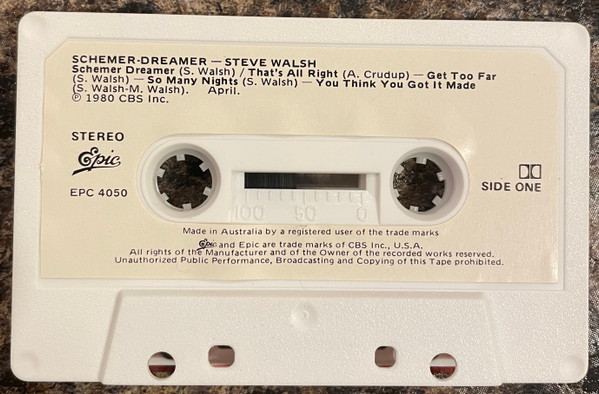 SCHEMER-DREAMER — STEVE WALSH
Schemer Dreamer (S. Walsh) / That's All Right (A. Crudup) — Get Too Far
(S. Walsh) — So Many Nights (S. Walsh) — You Think You Got It Made
(S. Walsh-M. Walsh). April.
Ⓟ 1980 CBS Inc.
STEREO
Epic
EPC 4050
100 50 0
SIDE ONE
Made in Australia by a registered user of the trade marks
Epic and Epic are trade marks of CBS Inc., U.S.A.
All rights of the Manufacturer and of the Owner of the recorded works reserved.
Unauthorized Public Performance, Broadcasting and Copying of this Tape prohibited.